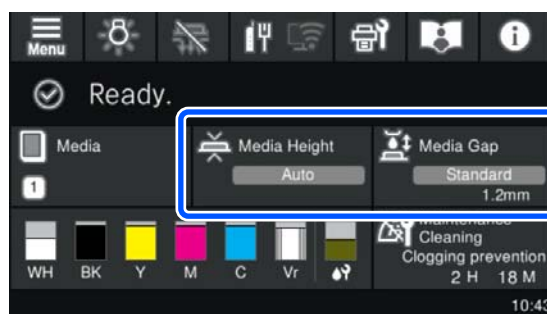 Menu
Ready.
Media
1
Media Height
Auto
Media Gap
Standard
1.2mm
Maintenance
Cleaning
Clogging prevention
2 H 18 M
WH BK Y M C Vr
10:43